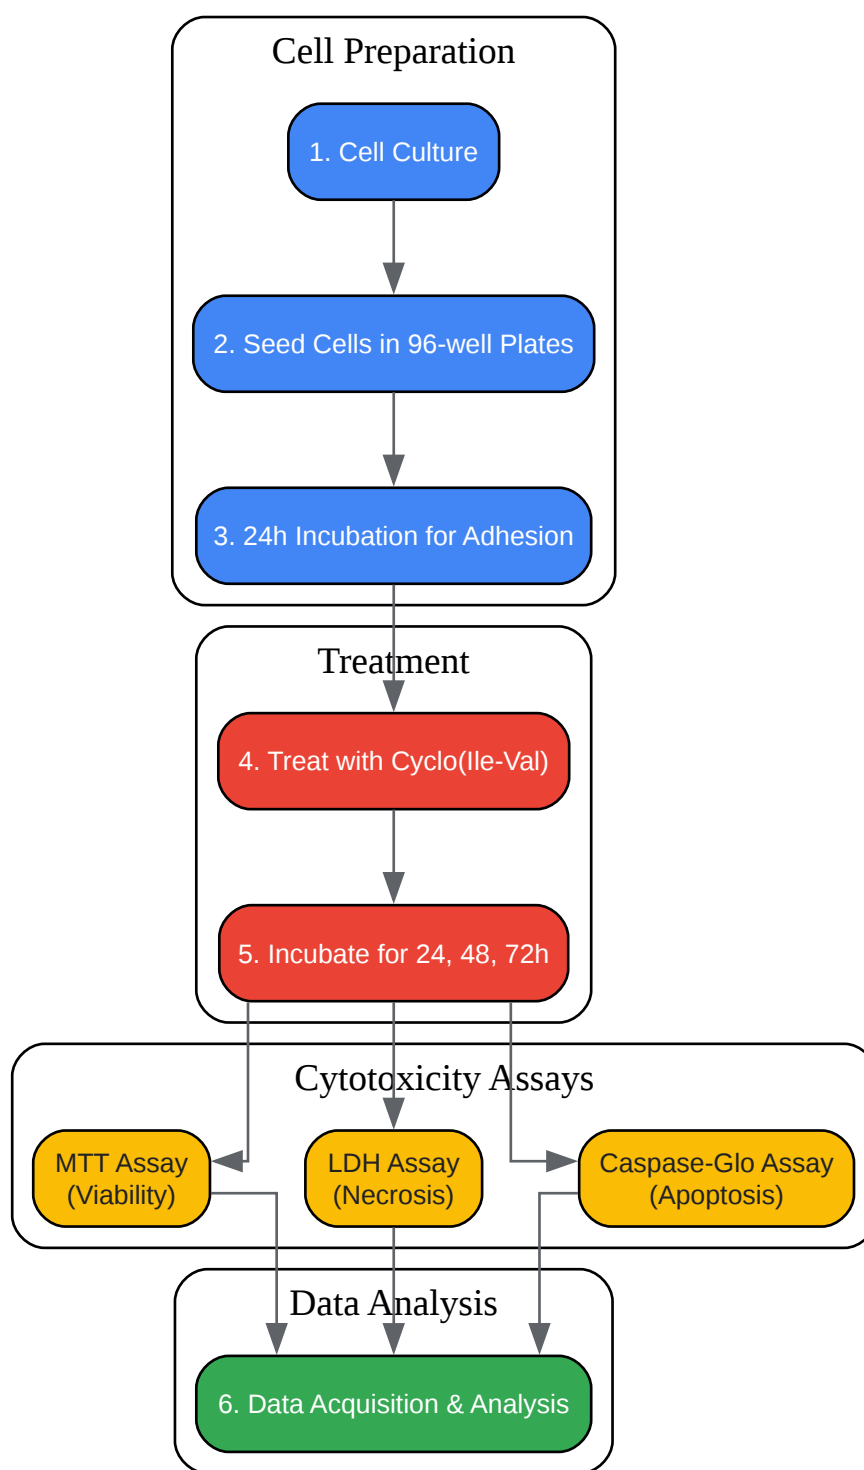 Cell Preparation
1. Cell Culture
2. Seed Cells in 96-well Plates
3. 24h Incubation for Adhesion
Treatment
4. Treat with Cyclo(Ile-Val)
5. Incubate for 24, 48, 72h
Cytotoxicity Assays
MTT Assay
(Viability)
LDH Assay
(Necrosis)
Caspase-Glo Assay
(Apoptosis)
Data Analysis
6. Data Acquisition & Analysis